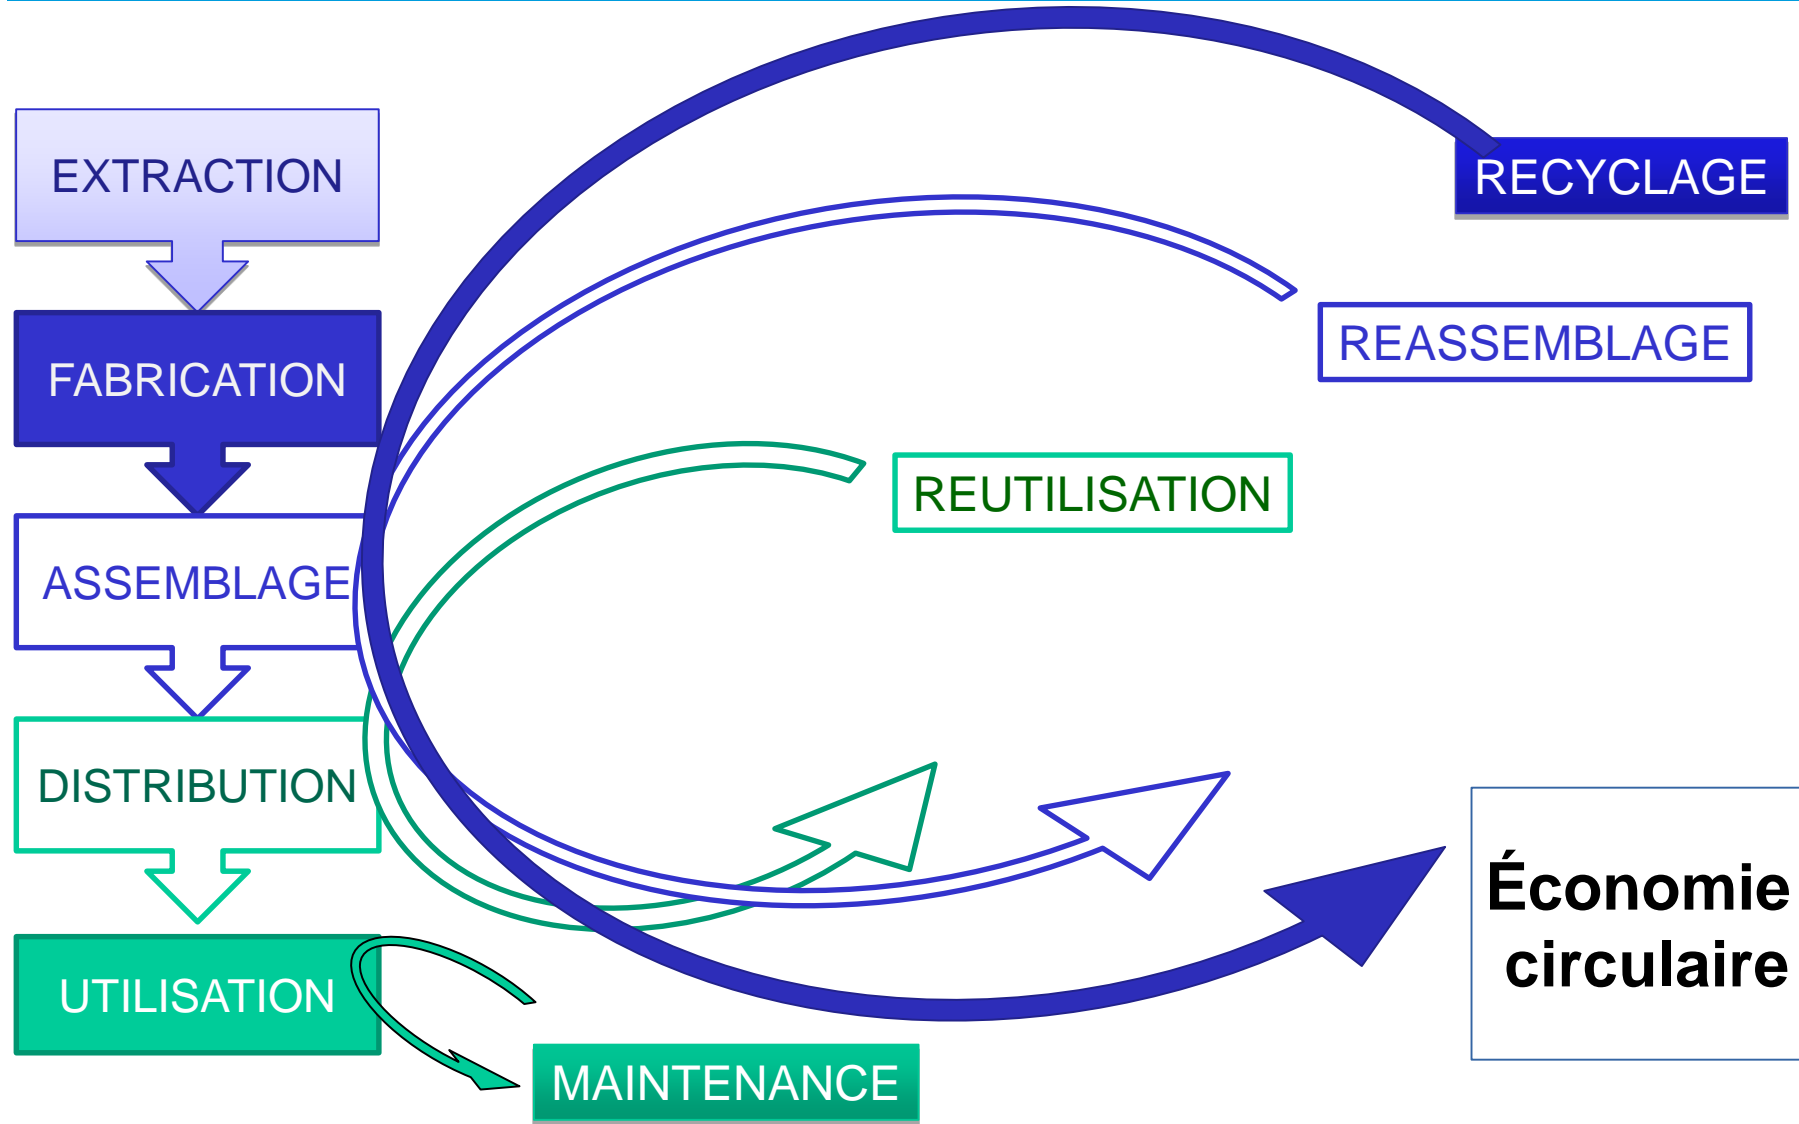 EXTRACTION
RECYCLAGE
REASSEMBLAGE
FABRICATION
REUTILISATION
ASSEMBLAGE
DISTRIBUTION
Économie
circulaire
UTILISATION
MAINTENANCE